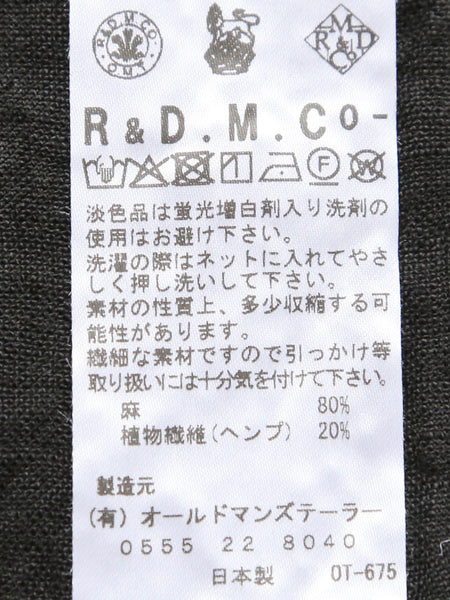 R.&D.M.CO.
O.M.T.
R M D & Co
R & D . M . Co -
F
W
淡色品は蛍光増白剤入り洗剤の
使用はお避け下さい。
洗濯の際はネットに入れてやさ
しく押し洗いして下さい。
素材の性質上、多少収縮する可
能性があります。
繊細な素材ですので引っかけ等
取り扱いには十分気を付けて下さい。
麻 80%
植物繊維(ヘンプ) 20%
製造元
(有)オールドマンズテーラー
0555 22 8040
日本製 OT-675